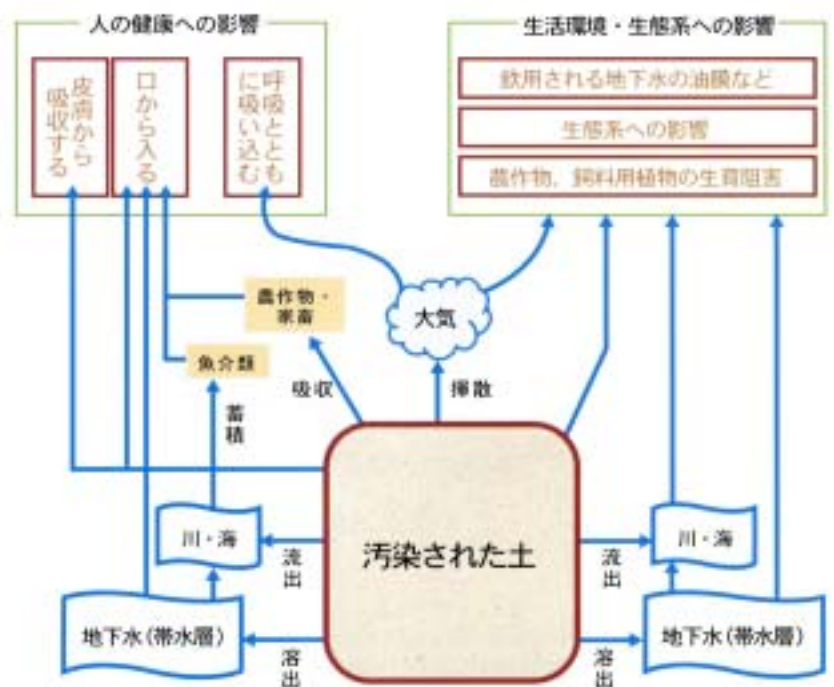 人の健康への影響
皮膚から
吸収する
口から入る
呼吸ととも
に吸い込む
生活環境・生態系への影響
飲用される地下水の油膜など
生態系への影響
農作物、飼料用植物の生育阻害
農作物・
家畜
大気
魚介類
吸収
揮散
蓄積
汚染された土
川・海
流出
地下水(帯水層)
溶出
川・海
流出
地下水(帯水層)
溶出